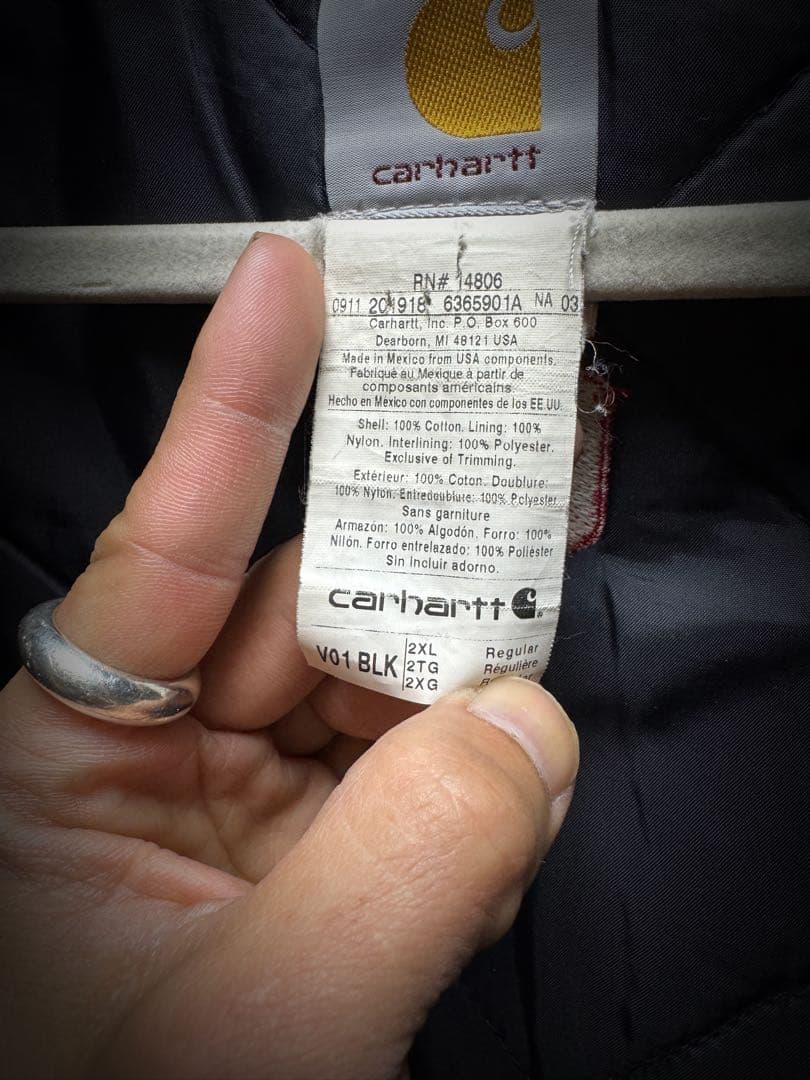 carhartt
RN# 14806
0911 201918 6365901A NA 03
Carhartt, Inc. P.O. Box 600
Dearborn, MI 48121 USA
Made in Mexico from USA components.
Fabriqué au Mexique à partir de
composants américains.
Hecho en México con componentes de los EE.UU.
Shell: 100% Cotton. Lining: 100%
Nylon. Interlining: 100% Polyester.
Exclusive of Trimming.
Extérieur: 100% Coton. Doublure:
100% Nylon. Entredoublure: 100% Polyester
Sans garniture
Armazón: 100% Algodón. Forro: 100%
Nilón. Forro entrelazado: 100% Poliéster
Sin Incluir adorno.
carhartt
V01 BLK 2XL Regular
2TG Régulière
2XG